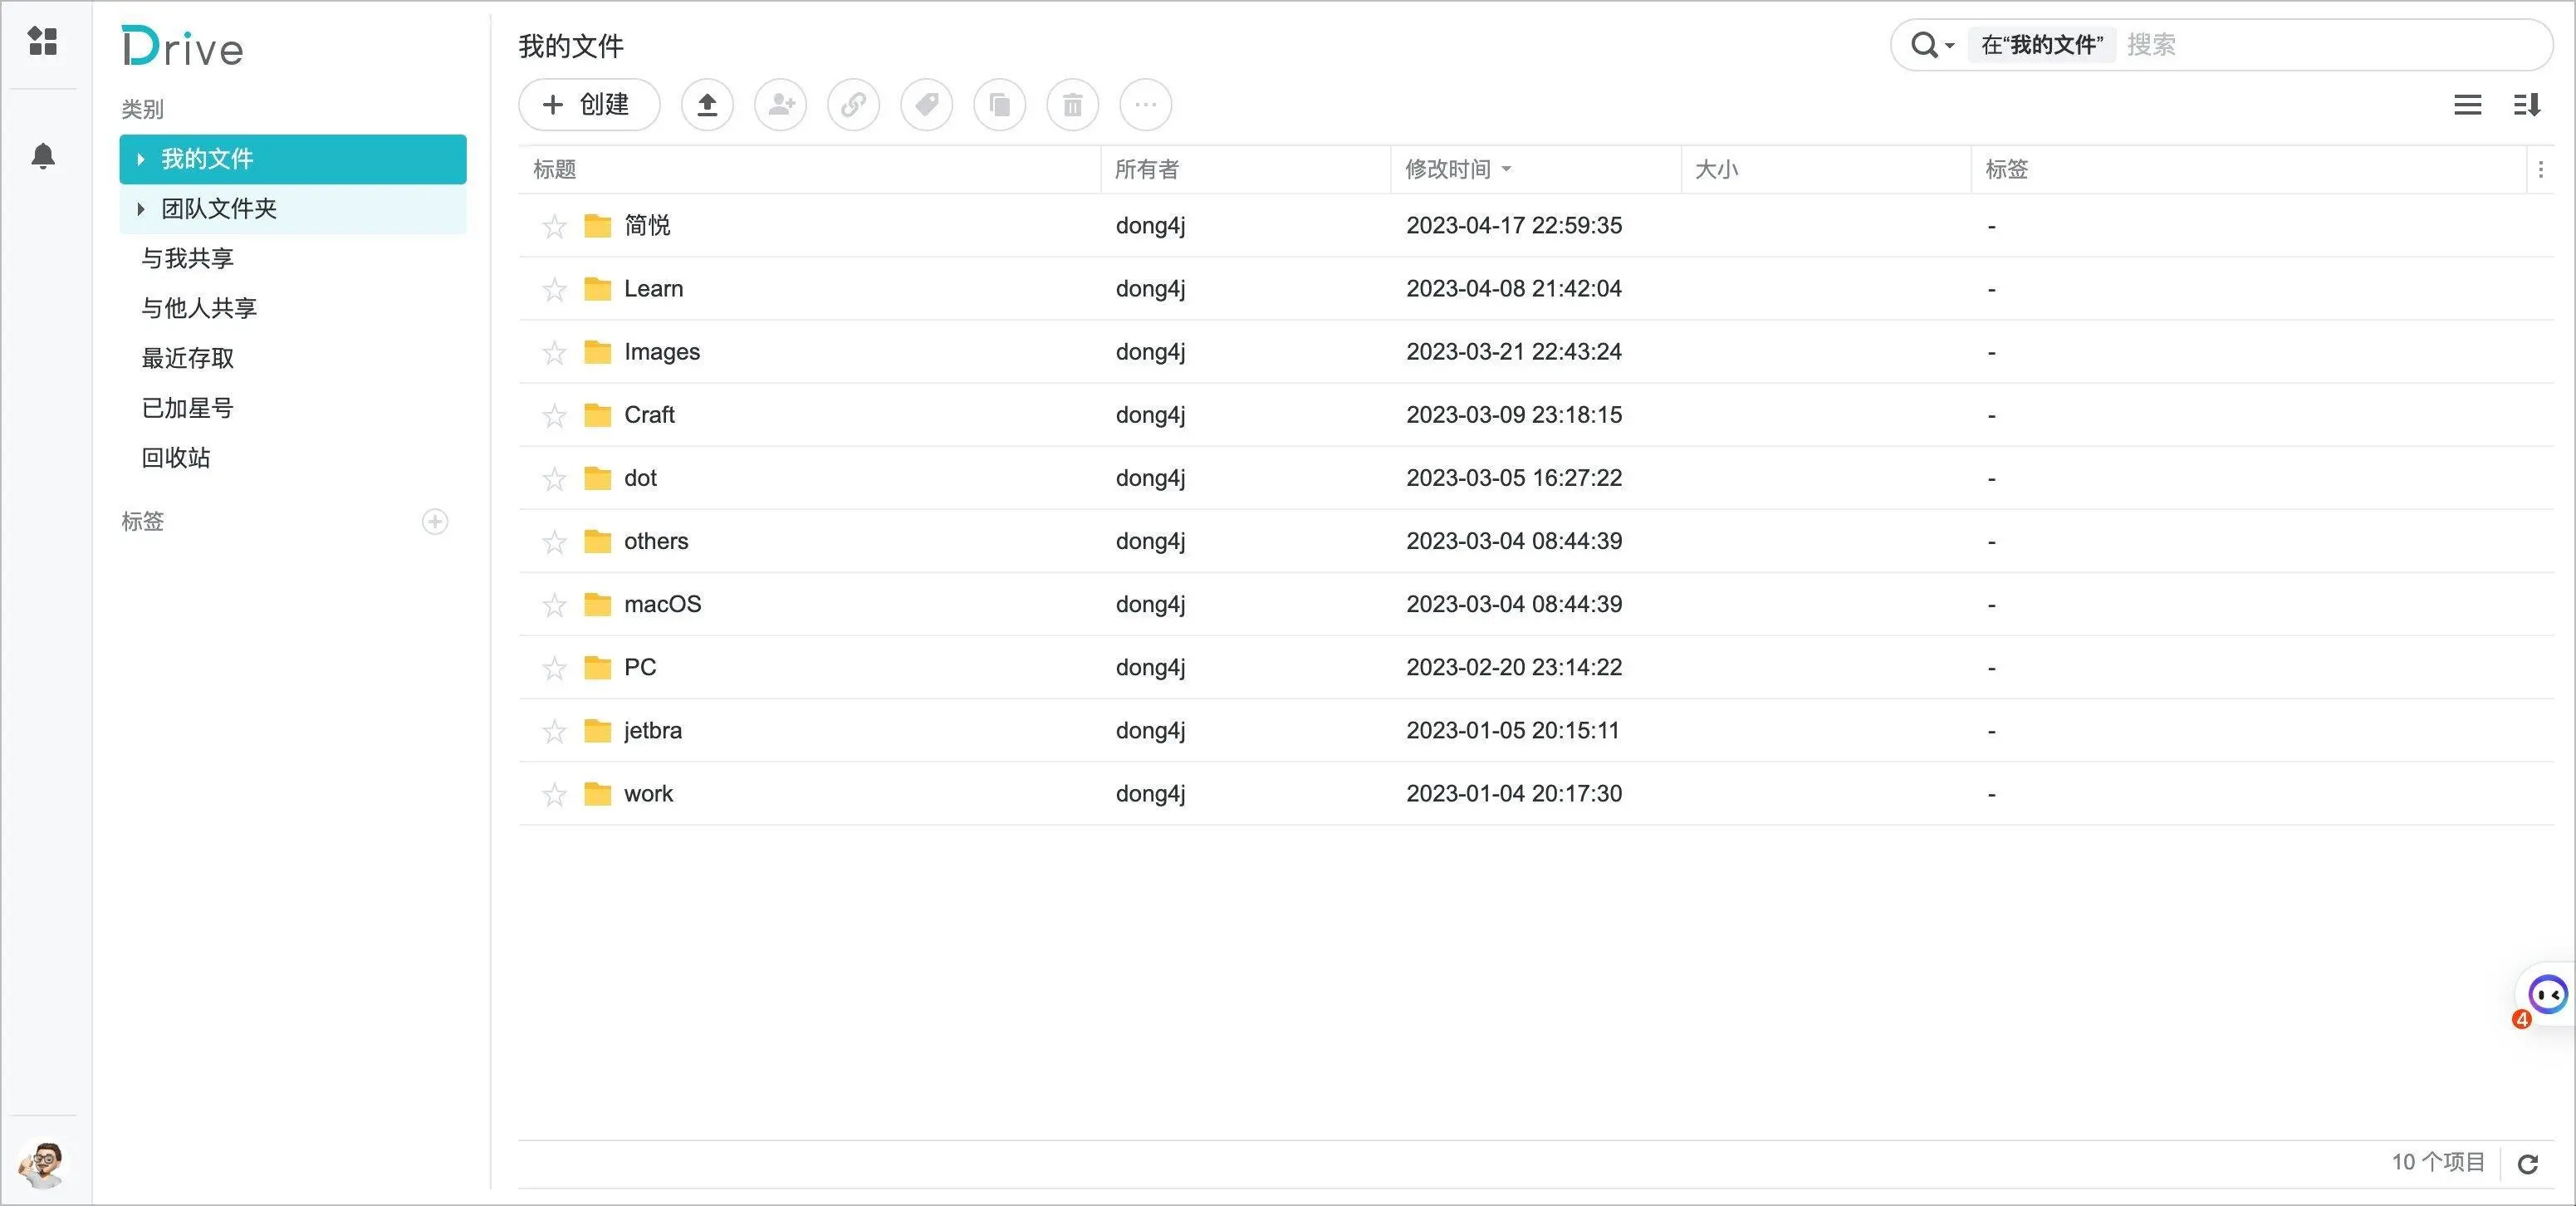 Drive
类别
我的文件
团队文件夹
与我共享
与他人共享
最近存取
已加星号
回收站
标签
我的文件
在“我的文件” 搜索
创建
标题 所有者 修改时间 大小 标签
简悦 dong4j 2023-04-17 22:59:35 -
Learn dong4j 2023-04-08 21:42:04 -
Images dong4j 2023-03-21 22:43:24 -
Craft dong4j 2023-03-09 23:18:15 -
dot dong4j 2023-03-05 16:27:22 -
others dong4j 2023-03-04 08:44:39 -
macOS dong4j 2023-03-04 08:44:39 -
PC dong4j 2023-02-20 23:14:22 -
jetbra dong4j 2023-01-05 20:15:11 -
work dong4j 2023-01-04 20:17:30 -
4
10 个项目